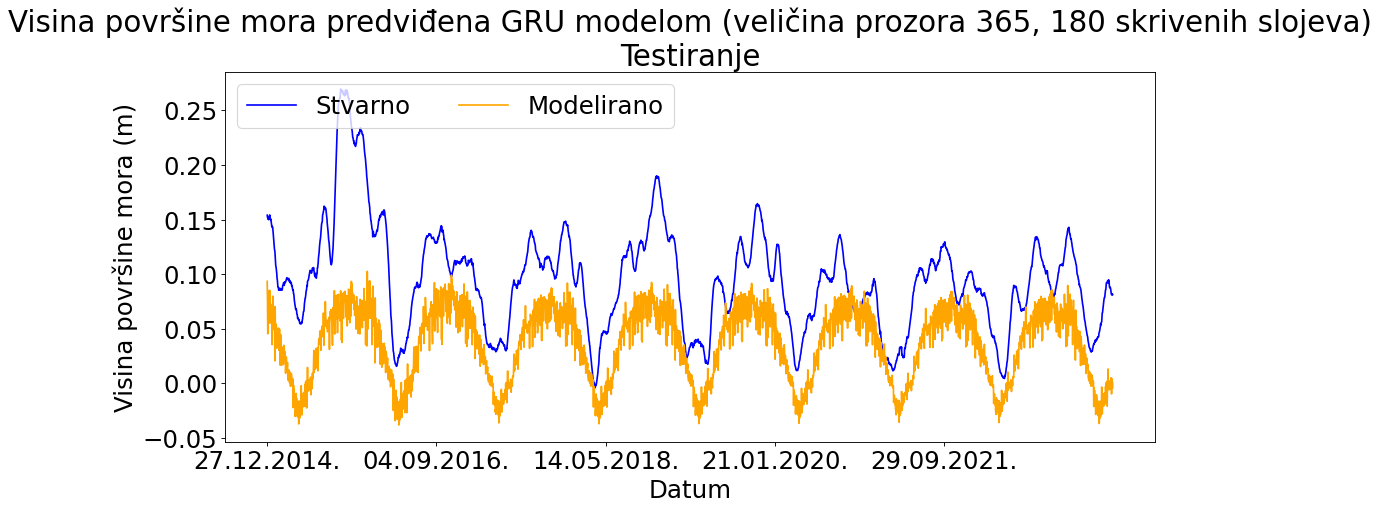 Visina površine mora predviđena GRU modelom (veličina prozora 365, 180 skrivenih slojeva)
Testiranje
Stvarno Modelirano
Visina površine mora (m)
0.25
0.20
0.15
0.10
0.05
0.00
−0.05
27.12.2014. 04.09.2016. 14.05.2018. 21.01.2020. 29.09.2021.
Datum